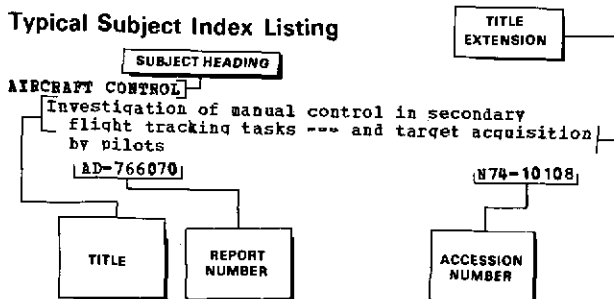 Typical Subject Index Listing
TITLE
EXTENSION
SUBJECT HEADING
AIRCRAFT CONTROL
Investigation of manual control in secondary
flight tracking tasks --- and target acquisition
by pilots
AD-766070
N74-10108
TITLE
REPORT
NUMBER
ACCESSION
NUMBER